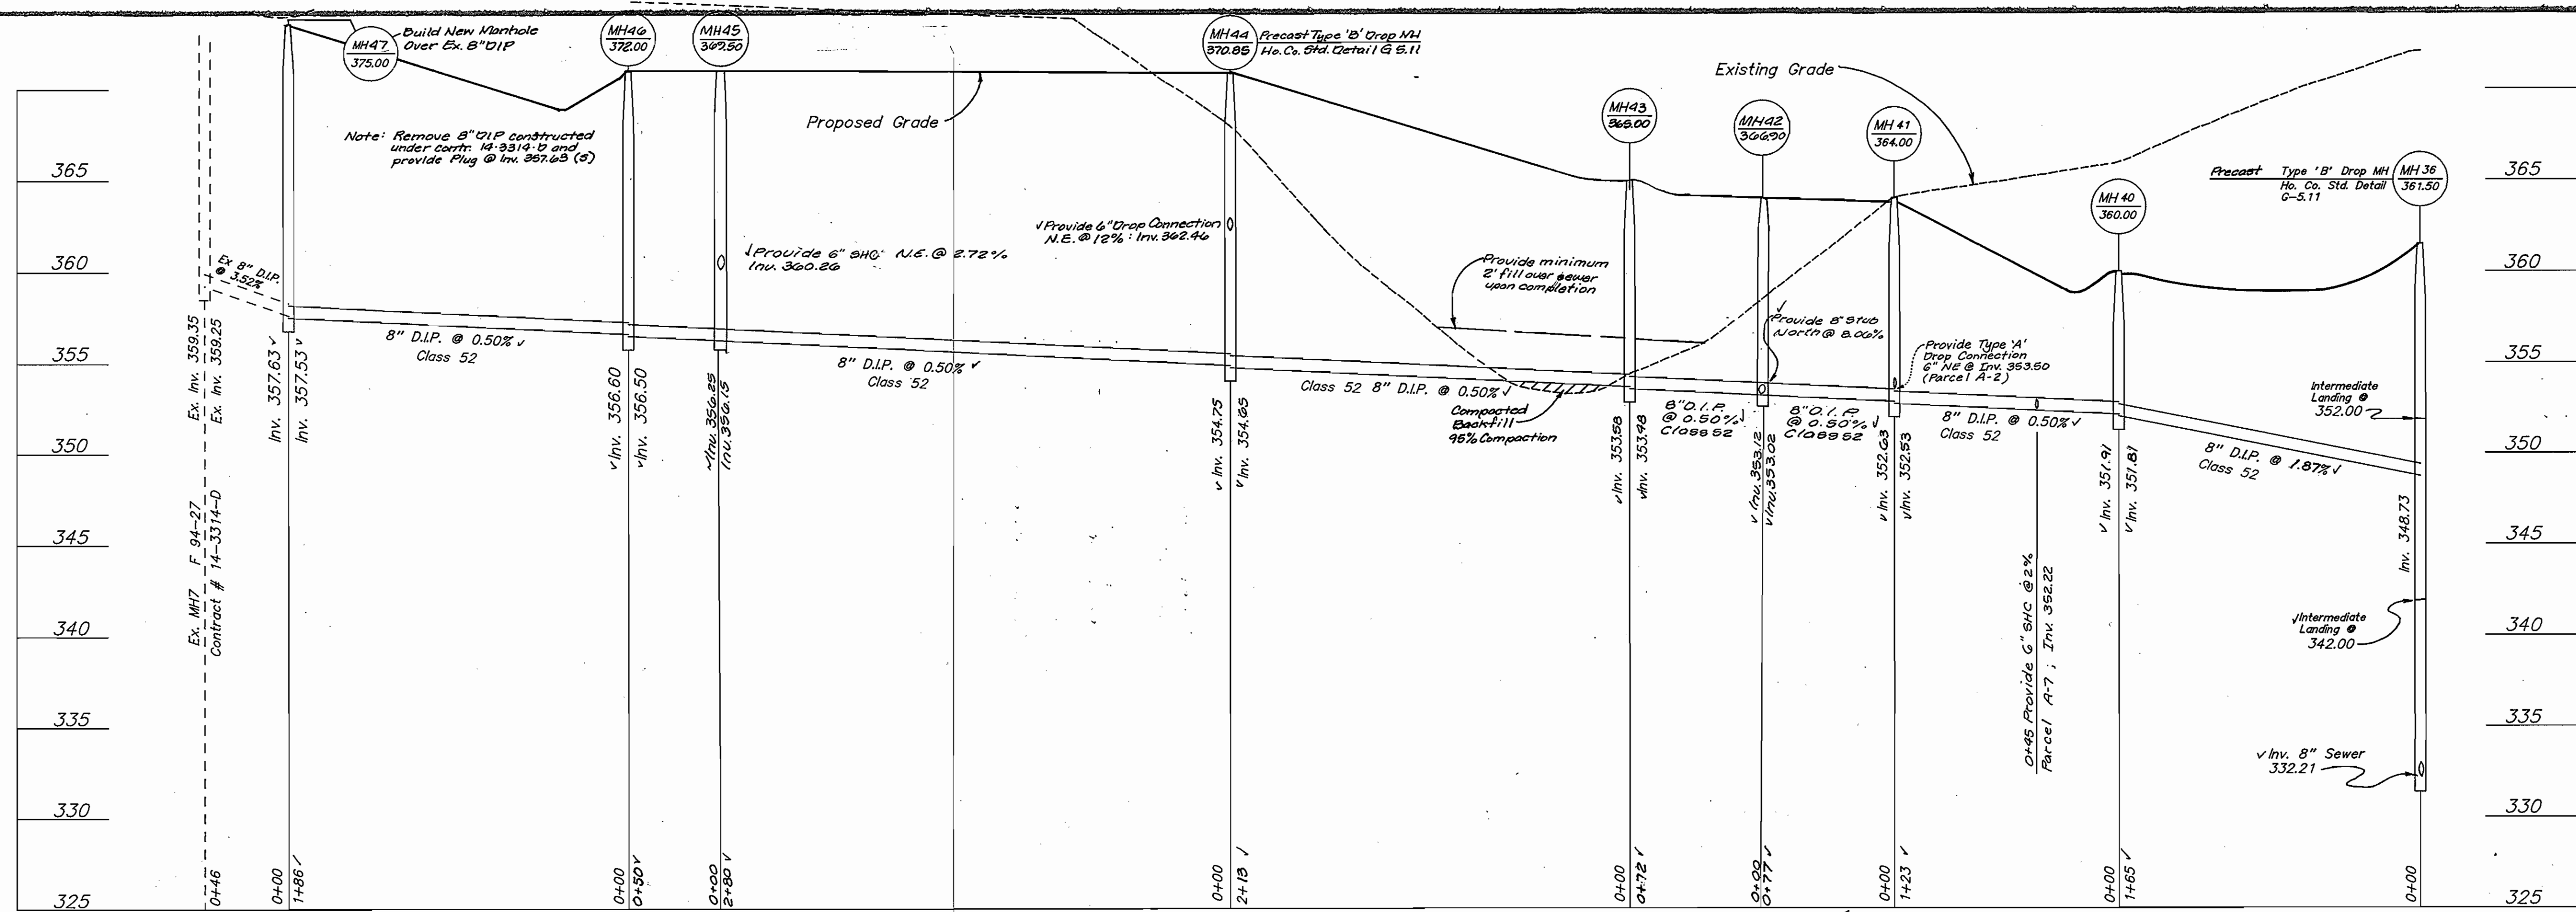 MH47
375.00
Build New Manhole
Over Ex. 8" DIP
MH46
372.00
MH45
369.50
MH44
370.85
Precast Type 'B' Drop MH
Ho. Co. Std. Detail G 5.11
Existing Grade
Proposed Grade
MH43
365.00
MH42
366.90
MH 41
364.00
MH 40
360.00
Precast Type 'B' Drop MH
Ho. Co. Std. Detail
G-5.11
MH 36
361.50
Note: Remove 8" DIP constructed
under contr. 14-3314-D and
provide Plug @ Inv. 357.63 (S)
365
360
355
350
345
340
335
330
325
365
360
355
350
345
340
335
330
325
Ex 8" D.I.P.
@ 3.52%
✓Provide 6" SHC N.E. @ 2.72%
Inv. 360.26
✓Provide 6" Drop Connection
N.E. @ 12% : Inv. 362.46
Provide minimum
2' fill over sewer
upon completion
✓
Provide 8" Stub
North @ 8.06%
Provide Type 'A'
Drop Connection
6" NE @ Inv. 353.50
(Parcel A-2)
Intermediate
Landing @
352.00
8" D.I.P. @ 0.50% ✓
Class 52
8" D.I.P. @ 0.50% ✓
Class 52
Class 52 8" D.I.P. @ 0.50% ✓
Compacted
Backfill
95% Compaction
8" D.I.P.
@ 0.50% ✓
Class 52
8" D.I.P.
@ 0.50% ✓
Class 52
8" D.I.P. @ 0.50% ✓
Class 52
8" D.I.P. @ 1.87% ✓
Class 52
Ex. Inv. 359.35
Ex. Inv. 359.25
Inv. 357.63 ✓
Inv. 357.53 ✓
✓Inv. 356.60
✓Inv. 356.50
✓Inv. 356.25
Inv. 356.15
✓Inv. 354.75
✓Inv. 354.65
✓Inv. 353.58
✓Inv. 353.48
✓Inv. 353.12
✓Inv. 353.02
✓Inv. 352.63
✓Inv. 352.53
✓Inv. 351.91
✓Inv. 351.81
Inv. 348.73
Ex. MH7 F 94-27
Contract # 14-3314-D
0+45 Provide 6" SHC @ 2%
Parcel A-7 ; Inv. 352.22
✓Intermediate
Landing @
342.00
✓Inv. 8" Sewer
332.21
0+46
0+00
1+86 ✓
0+00
0+50 ✓
0+00
2+80 ✓
0+00
2+13 ✓
0+00
0+72 ✓
0+00
0+77 ✓
0+00
1+23 ✓
0+00
1+65 ✓
0+00